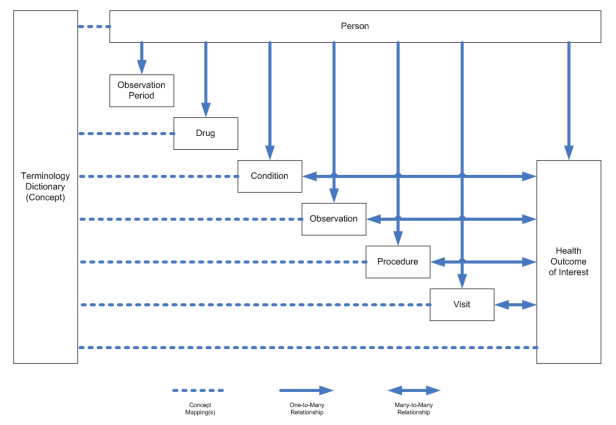 Person
Observation
Period
Drug
Terminology
Dictionary
(Concept)
Condition
Observation
Health
Outcome
of Interest
Procedure
Visit
Concept
Mapping(s)
One-to-Many
Relationship
Many-to-Many
Relationship